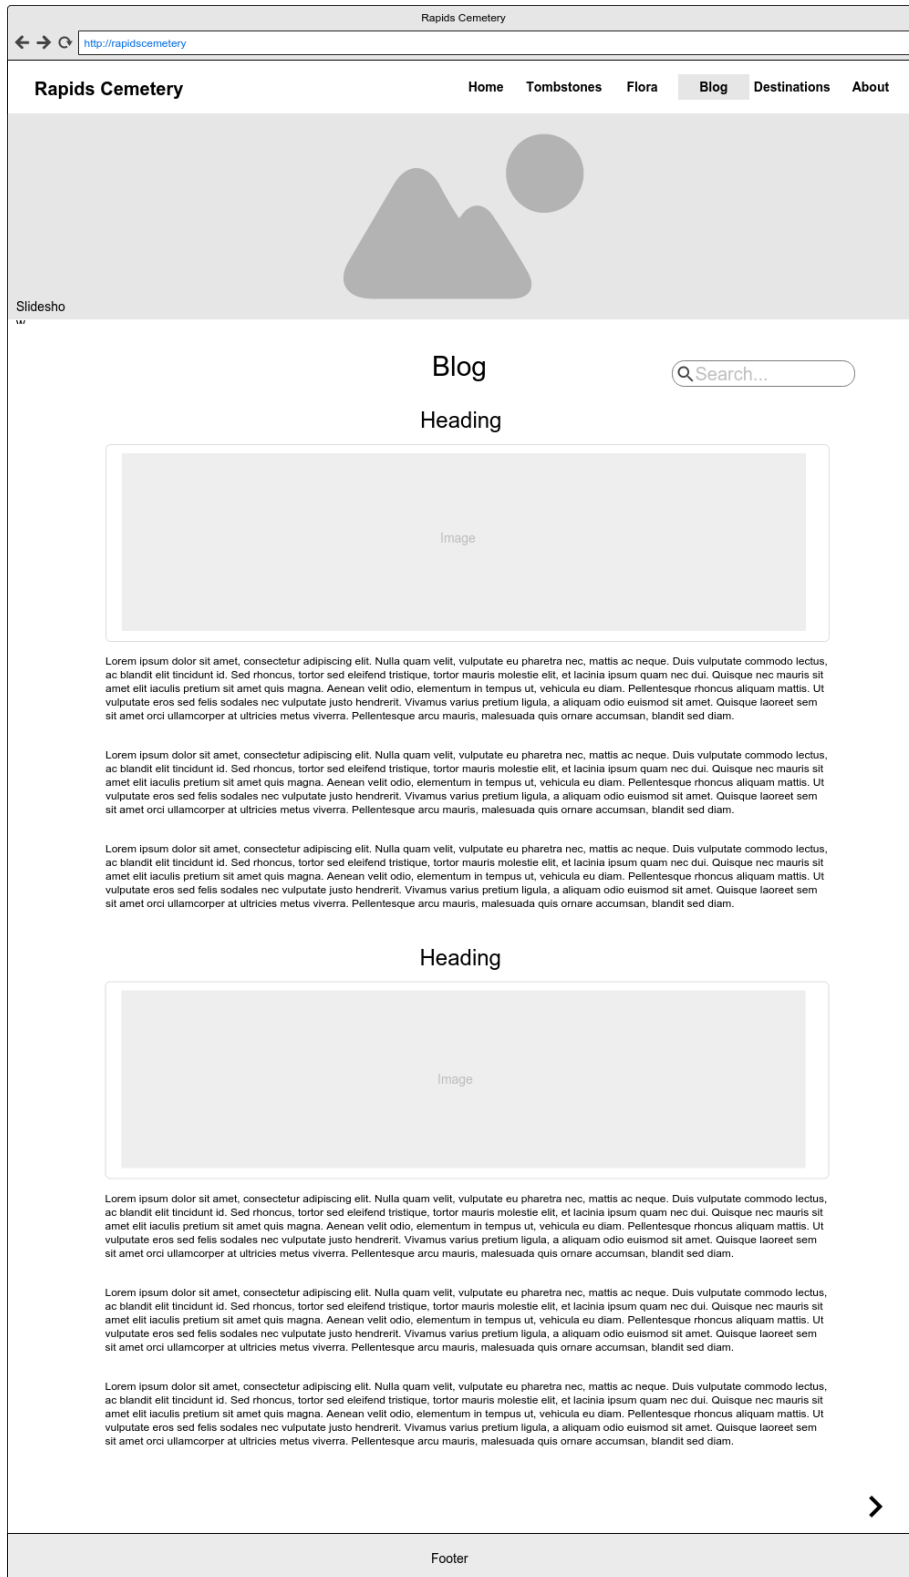 Rapids Cemetery
http://rapidscemetery
Rapids Cemetery
Home Tombstones Flora Blog Destinations About
Slidesho
Blog
Search...
Heading
Image
Lorem ipsum dolor sit amet, consectetur adipiscing elit. Nulla quam velit, vulputate eu pharetra nec, mattis ac neque. Duis vulputate commodo lectus,
ac blandit elit tincidunt id. Sed rhoncus, tortor sed eleifend tristique, tortor mauris molestie elit, et lacinia ipsum quam nec dui. Quisque nec mauris sit
amet elit iaculis pretium sit amet quis magna. Aenean velit odio, elementum in tempus ut, vehicula eu diam. Pellentesque rhoncus aliquam mattis. Ut
vulputate eros sed felis sodales nec vulputate justo hendrerit. Vivamus varius pretium ligula, a aliquam odio euismod sit amet. Quisque laoreet sem
sit amet orci ullamcorper at ultricies metus viverra. Pellentesque arcu mauris, malesuada quis ornare accumsan, blandit sed diam.
Lorem ipsum dolor sit amet, consectetur adipiscing elit. Nulla quam velit, vulputate eu pharetra nec, mattis ac neque. Duis vulputate commodo lectus,
ac blandit elit tincidunt id. Sed rhoncus, tortor sed eleifend tristique, tortor mauris molestie elit, et lacinia ipsum quam nec dui. Quisque nec mauris sit
amet elit iaculis pretium sit amet quis magna. Aenean velit odio, elementum in tempus ut, vehicula eu diam. Pellentesque rhoncus aliquam mattis. Ut
vulputate eros sed felis sodales nec vulputate justo hendrerit. Vivamus varius pretium ligula, a aliquam odio euismod sit amet. Quisque laoreet sem
sit amet orci ullamcorper at ultricies metus viverra. Pellentesque arcu mauris, malesuada quis ornare accumsan, blandit sed diam.
Lorem ipsum dolor sit amet, consectetur adipiscing elit. Nulla quam velit, vulputate eu pharetra nec, mattis ac neque. Duis vulputate commodo lectus,
ac blandit elit tincidunt id. Sed rhoncus, tortor sed eleifend tristique, tortor mauris molestie elit, et lacinia ipsum quam nec dui. Quisque nec mauris sit
amet elit iaculis pretium sit amet quis magna. Aenean velit odio, elementum in tempus ut, vehicula eu diam. Pellentesque rhoncus aliquam mattis. Ut
vulputate eros sed felis sodales nec vulputate justo hendrerit. Vivamus varius pretium ligula, a aliquam odio euismod sit amet. Quisque laoreet sem
sit amet orci ullamcorper at ultricies metus viverra. Pellentesque arcu mauris, malesuada quis ornare accumsan, blandit sed diam.
Heading
Image
Lorem ipsum dolor sit amet, consectetur adipiscing elit. Nulla quam velit, vulputate eu pharetra nec, mattis ac neque. Duis vulputate commodo lectus,
ac blandit elit tincidunt id. Sed rhoncus, tortor sed eleifend tristique, tortor mauris molestie elit, et lacinia ipsum quam nec dui. Quisque nec mauris sit
amet elit iaculis pretium sit amet quis magna. Aenean velit odio, elementum in tempus ut, vehicula eu diam. Pellentesque rhoncus aliquam mattis. Ut
vulputate eros sed felis sodales nec vulputate justo hendrerit. Vivamus varius pretium ligula, a aliquam odio euismod sit amet. Quisque laoreet sem
sit amet orci ullamcorper at ultricies metus viverra. Pellentesque arcu mauris, malesuada quis ornare accumsan, blandit sed diam.
Lorem ipsum dolor sit amet, consectetur adipiscing elit. Nulla quam velit, vulputate eu pharetra nec, mattis ac neque. Duis vulputate commodo lectus,
ac blandit elit tincidunt id. Sed rhoncus, tortor sed eleifend tristique, tortor mauris molestie elit, et lacinia ipsum quam nec dui. Quisque nec mauris sit
amet elit iaculis pretium sit amet quis magna. Aenean velit odio, elementum in tempus ut, vehicula eu diam. Pellentesque rhoncus aliquam mattis. Ut
vulputate eros sed felis sodales nec vulputate justo hendrerit. Vivamus varius pretium ligula, a aliquam odio euismod sit amet. Quisque laoreet sem
sit amet orci ullamcorper at ultricies metus viverra. Pellentesque arcu mauris, malesuada quis ornare accumsan, blandit sed diam.
Lorem ipsum dolor sit amet, consectetur adipiscing elit. Nulla quam velit, vulputate eu pharetra nec, mattis ac neque. Duis vulputate commodo lectus,
ac blandit elit tincidunt id. Sed rhoncus, tortor sed eleifend tristique, tortor mauris molestie elit, et lacinia ipsum quam nec dui. Quisque nec mauris sit
amet elit iaculis pretium sit amet quis magna. Aenean velit odio, elementum in tempus ut, vehicula eu diam. Pellentesque rhoncus aliquam mattis. Ut
vulputate eros sed felis sodales nec vulputate justo hendrerit. Vivamus varius pretium ligula, a aliquam odio euismod sit amet. Quisque laoreet sem
sit amet orci ullamcorper at ultricies metus viverra. Pellentesque arcu mauris, malesuada quis ornare accumsan, blandit sed diam.
Footer